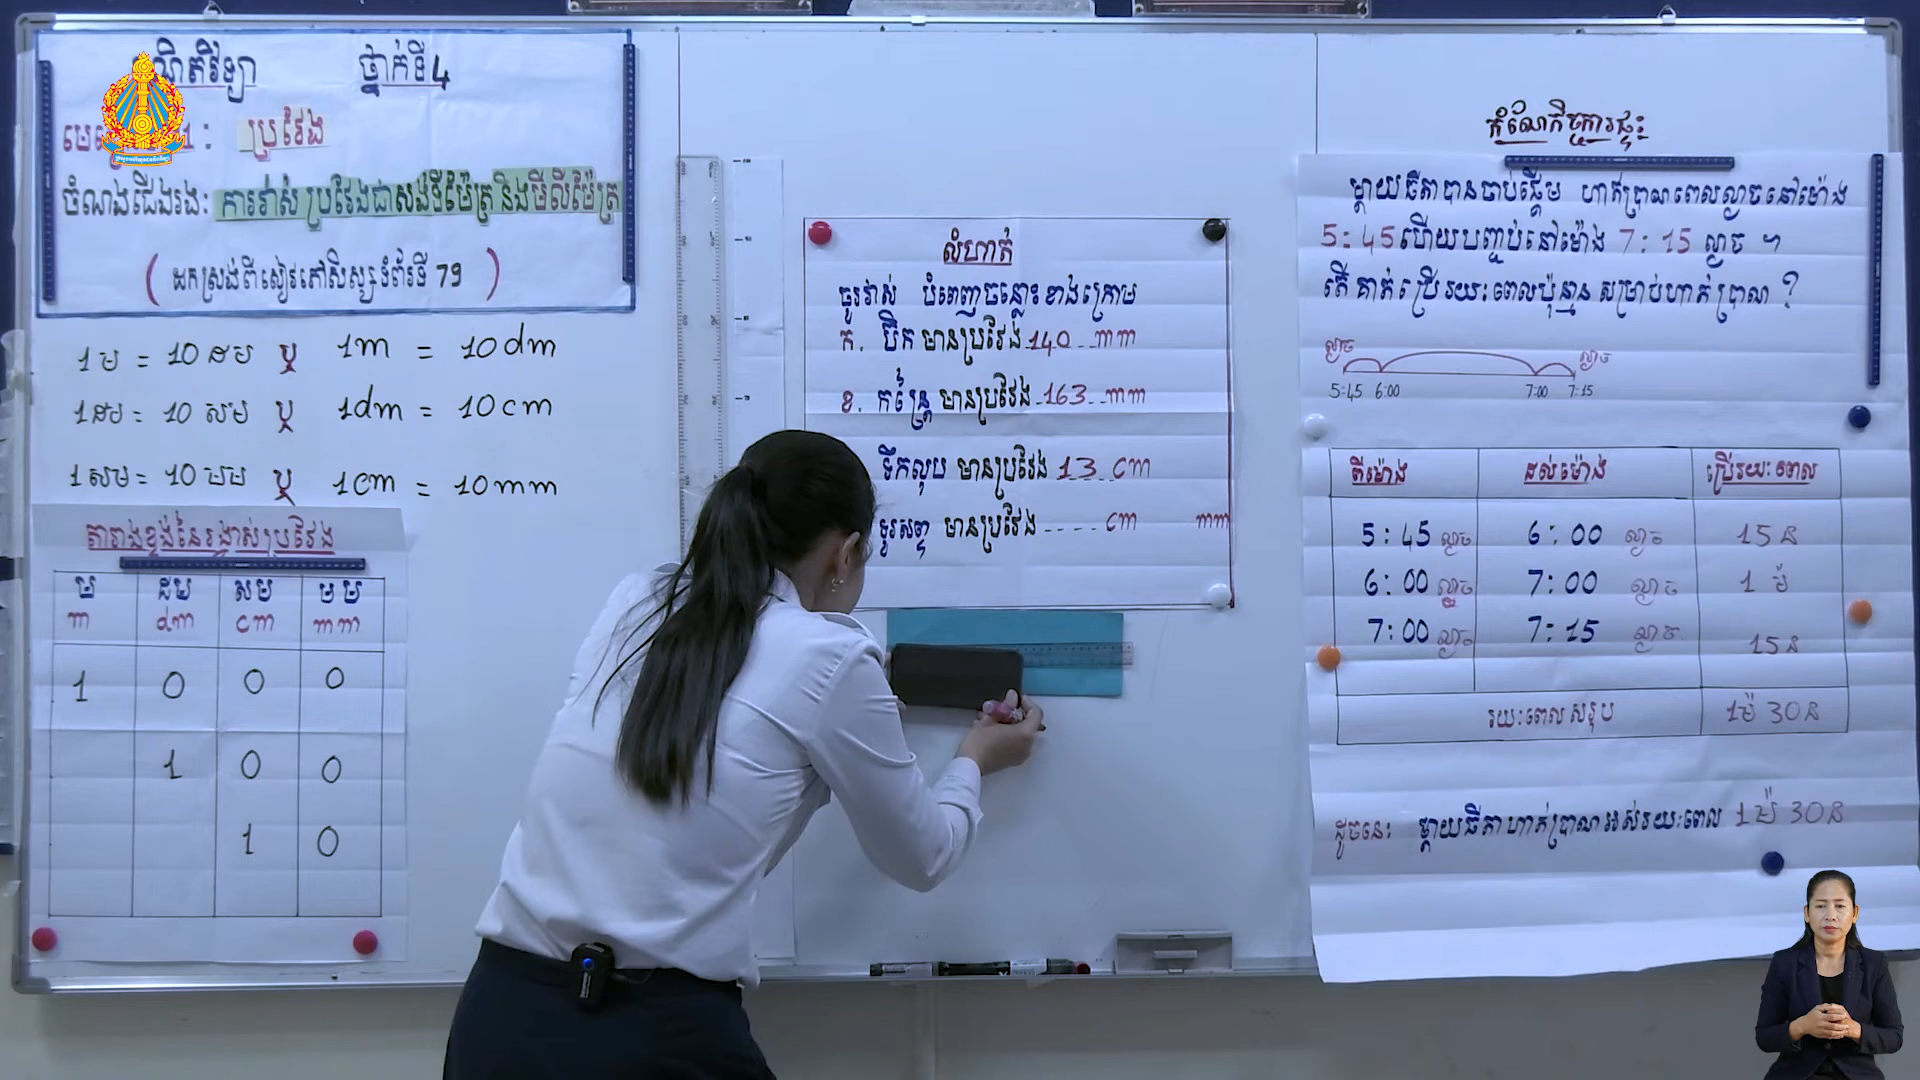 ថ្នាក់ទី4
1: ប្រវែង
ចំណងជើងរង: ការវាស់ ប្រវែងជាសង់ទីម៉ែត្រ និងមីលីម៉ែត្រ
( ដកស្រង់ពីសៀវភៅសិស្សទំព័រទី 79 )
1ម = 10 ដម ឬ 1m = 10dm
1ដម = 10 សម ឬ 1dm = 10cm
1សម = 10 មម ឬ 1cm = 10mm
តារាងខ្នងនៃរង្វាស់ប្រវែង
ម ដម សម មម
m dm cm mm
1 0 0 0
1 0 0
1 0
លំហាត់
ចូរវាស់ បំពេញចន្លោះខាងក្រោម
ក. ប៊ិក មានប្រវែង 140 mm
ខ. កន្ត្រៃ មានប្រវែង 163 mm
ទឹកលុប មានប្រវែង 13 cm
ទូរសព្ទ មានប្រវែង .... cm mm
កំណែកិច្ចការផ្ទះ
ម្ដាយធីតាបានចាប់ផ្ដើម ហាត់ប្រាណពេលល្ងាចនៅម៉ោង
5:45 ហើយបញ្ចប់នៅម៉ោង 7:15 ល្ងាច ។
តើគាត់ប្រើរយ:ពេលប៉ុន្មាន សម្រាប់ហាត់ប្រាណ ?
ល្ងាច ល្ងាច
5:45 6:00 7:00 7:15
ពីម៉ោង ដល់ម៉ោង ប្រើរយ:ពេល
5:45 ល្ងាច 6:00 ល្ងាច 15 ន
6:00 ល្ងាច 7:00 ល្ងាច 1 ម៉
7:00 ល្ងាច 7:15 ល្ងាច 15 ន
រយ:ពេលសរុប 1ម៉ 30ន
ដូចនេះ ម្ដាយធីតាហាត់ប្រាណអស់រយ:ពេល 1ម៉ 30ន